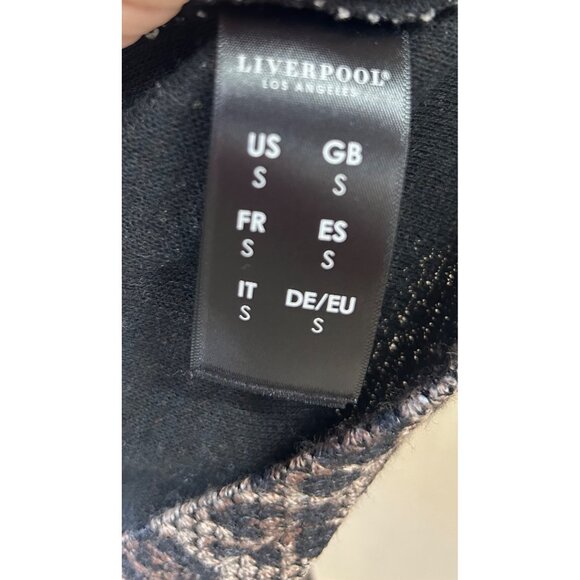 LIVERPOOL®
LOS ANGELES
US GB
S S
FR ES
S S
IT DE/EU
S S